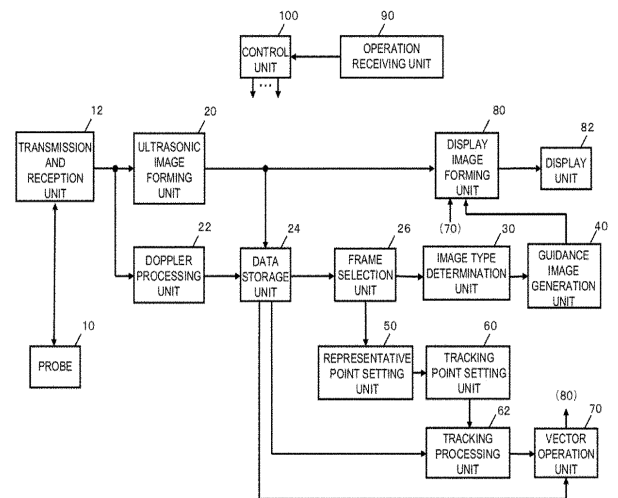 100
90
CONTROL
UNIT
OPERATION
RECEIVING UNIT
...
12
20
80
82
TRANSMISSION
AND
RECEPTION
UNIT
ULTRASONIC
IMAGE
FORMING
UNIT
DISPLAY
IMAGE
FORMING
UNIT
DISPLAY
UNIT
(70)
22
24
26
30
40
DOPPLER
PROCESSING
UNIT
DATA
STORAGE
UNIT
FRAME
SELECTION
UNIT
IMAGE TYPE
DETERMINATION
UNIT
GUIDANCE
IMAGE
GENERATION
UNIT
10
50
60
PROBE
REPRESENTATIVE
POINT SETTING
UNIT
TRACKING
POINT SETTING
UNIT
(80)
62
70
TRACKING
PROCESSING
UNIT
VECTOR
OPERATION
UNIT